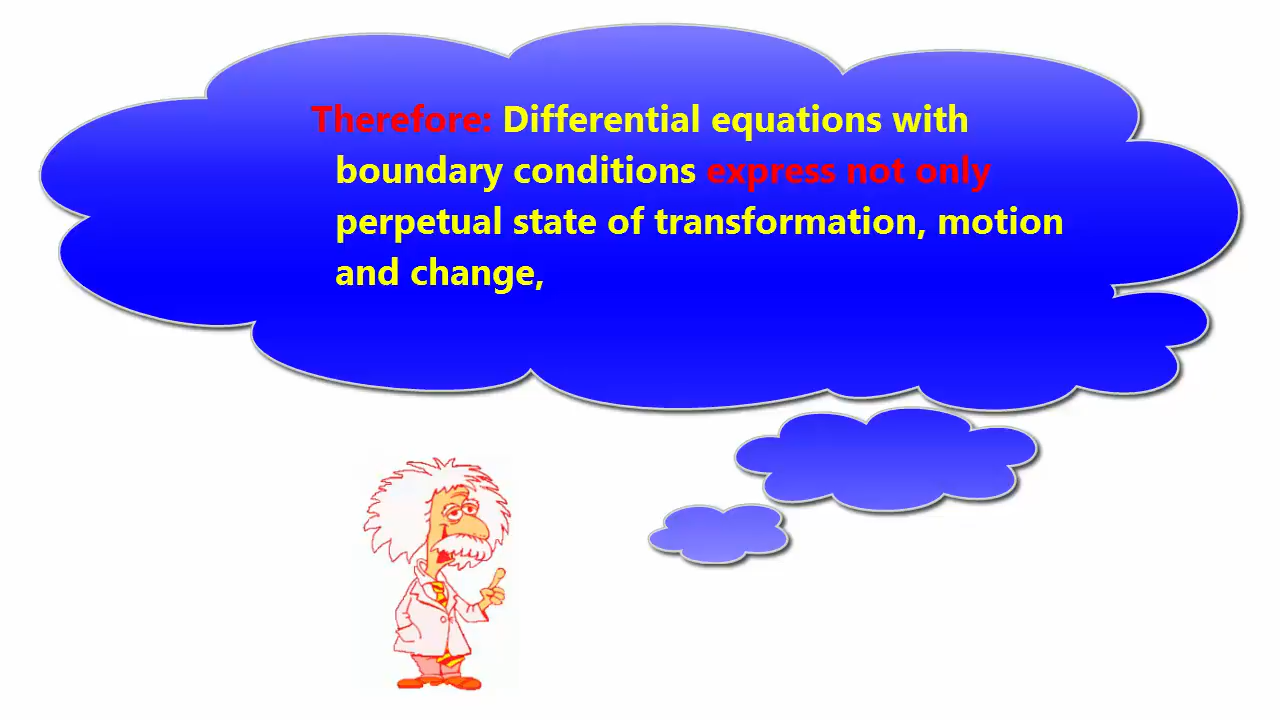 Therefore: Differential equations with
boundary conditions express not only
perpetual state of transformation, motion
and change,